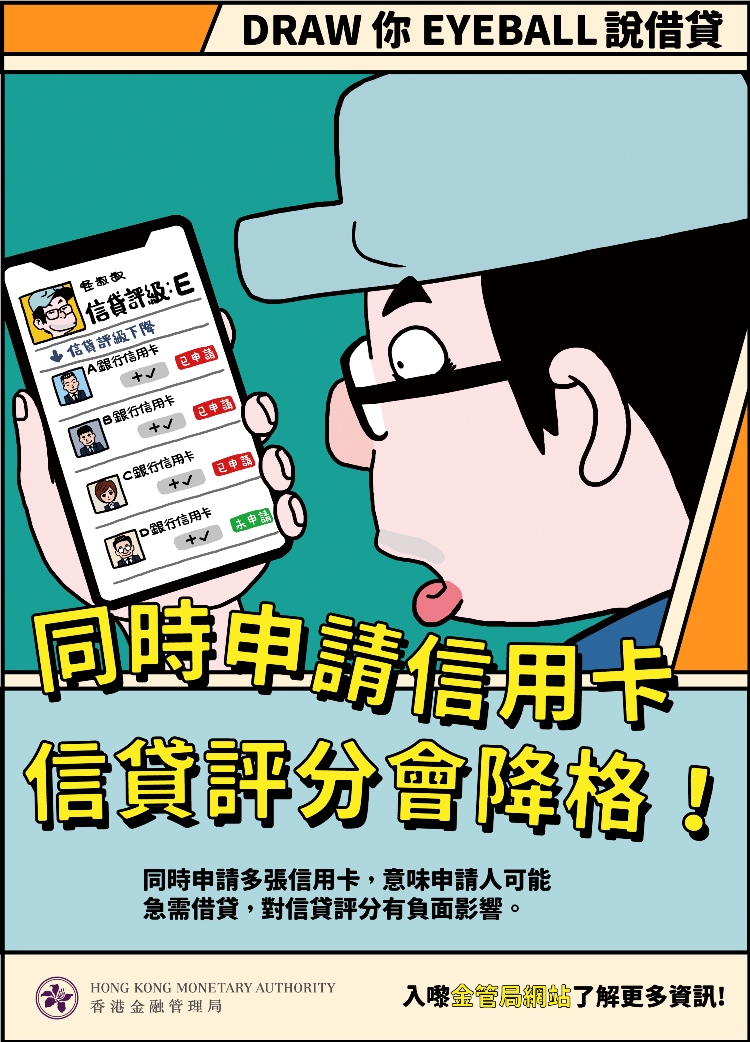 DRAW 你 EYEBALL 說借貸
怪叔叔
信貸評級:E
信貸評級下降
A銀行信用卡
已申請
B銀行信用卡
已申請
C銀行信用卡
已申請
D銀行信用卡
未申請
同時申請信用卡
信貸評分會降格！
同時申請多張信用卡，意味申請人可能
急需借貸，對信貸評分有負面影響。
HONG KONG MONETARY AUTHORITY
香港金融管理局
入嚟金管局網站了解更多資訊!